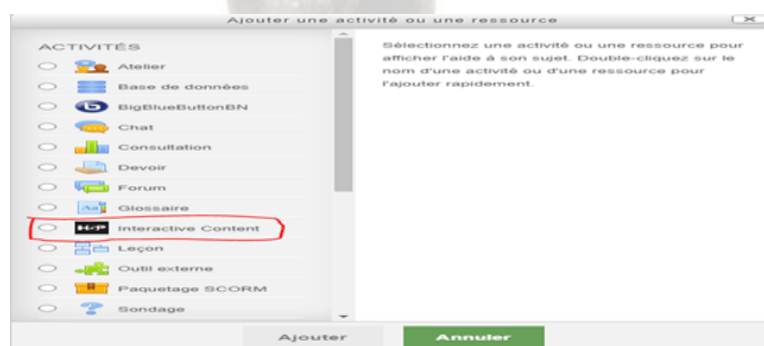 Ajouter une activité ou une ressource
ACTIVITÉS
Atelier
Base de données
BigBlueButtonBN
Chat
Consultation
Devoir
Forum
Glossaire
H-P Interactive Content
Leçon
Outil externe
Paquetage SCORM
Sondage
Sélectionnez une activité ou une ressource pour
afficher l'aide à son sujet. Double-cliquez sur le
nom d'une activité ou d'une ressource pour
l'ajouter rapidement.
Ajouter
Annuler